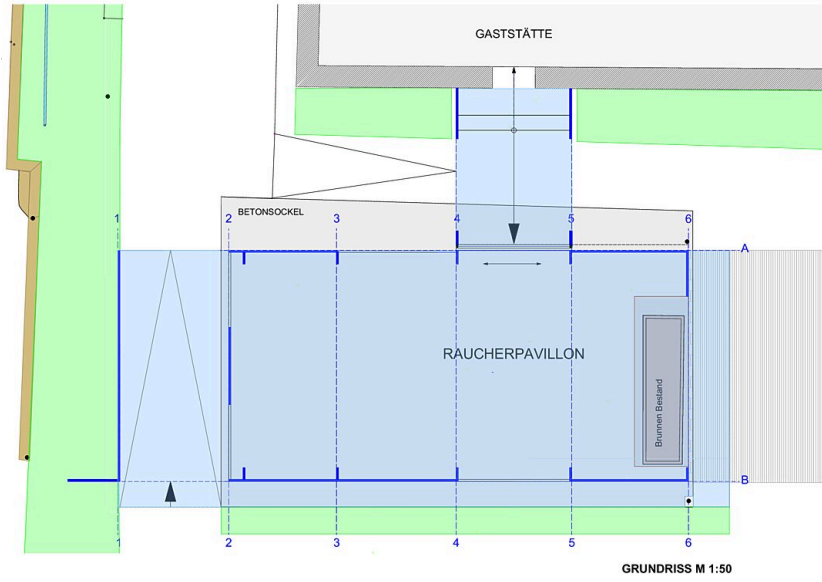 GASTSTÄTTE
BETONSOCKEL
1
2
3
4
5
6
A
RAUCHERPAVILLON
Brunnen Bestand
B
1
2
3
4
5
6
GRUNDRISS M 1:50